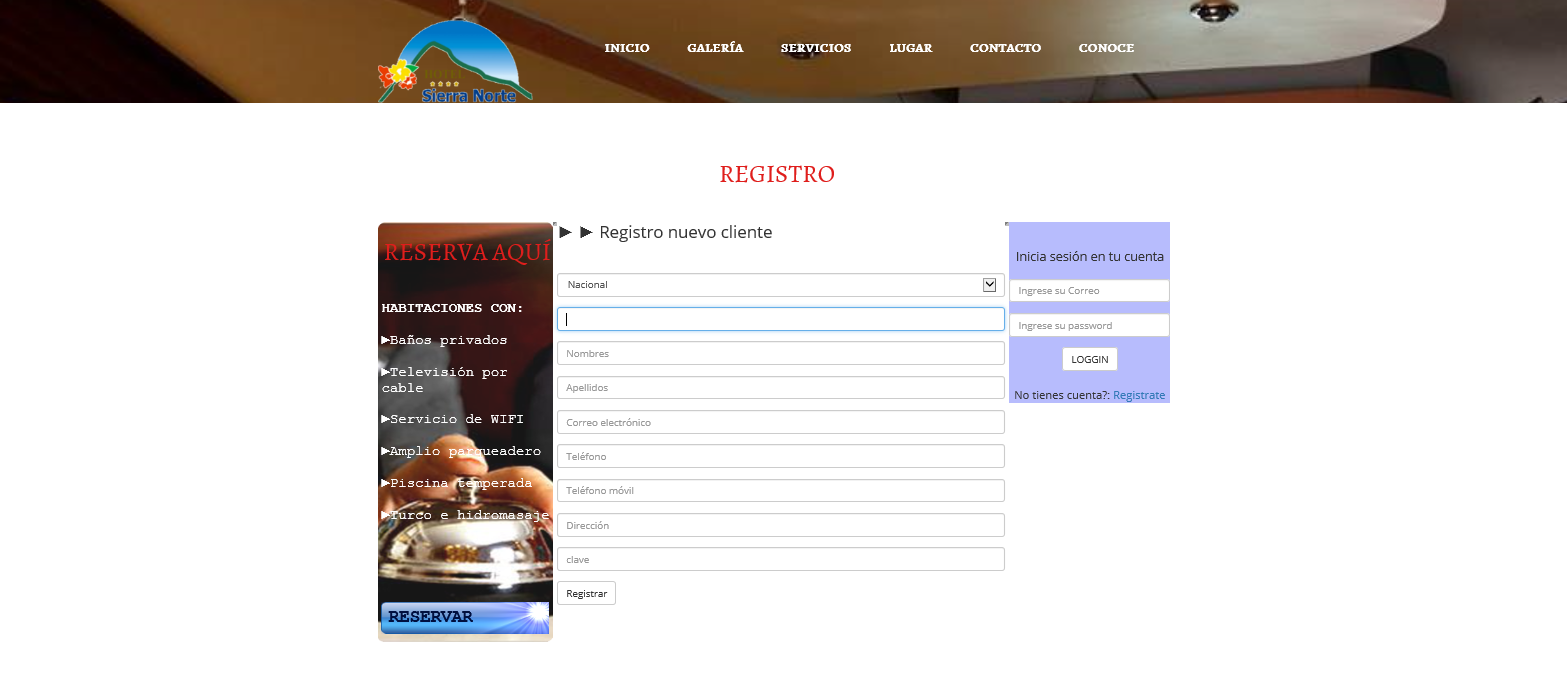 INICIO GALERÍA SERVICIOS LUGAR CONTACTO CONOCE
HOTEL
Sierra Norte
REGISTRO
RESERVA AQUÍ
HABITACIONES CON:
►Baños privados
►Televisión por
cable
►Servicio de WIFI
►Amplio parqueadero
►Piscina temperada
►Turco e hidromasaje
RESERVAR
► ► Registro nuevo cliente
Nacional
Nombres
Apellidos
Correo electrónico
Teléfono
Teléfono móvil
Dirección
clave
Registrar
Inicia sesión en tu cuenta
Ingrese su Correo
Ingrese su password
LOGGIN
No tienes cuenta?: Registrate